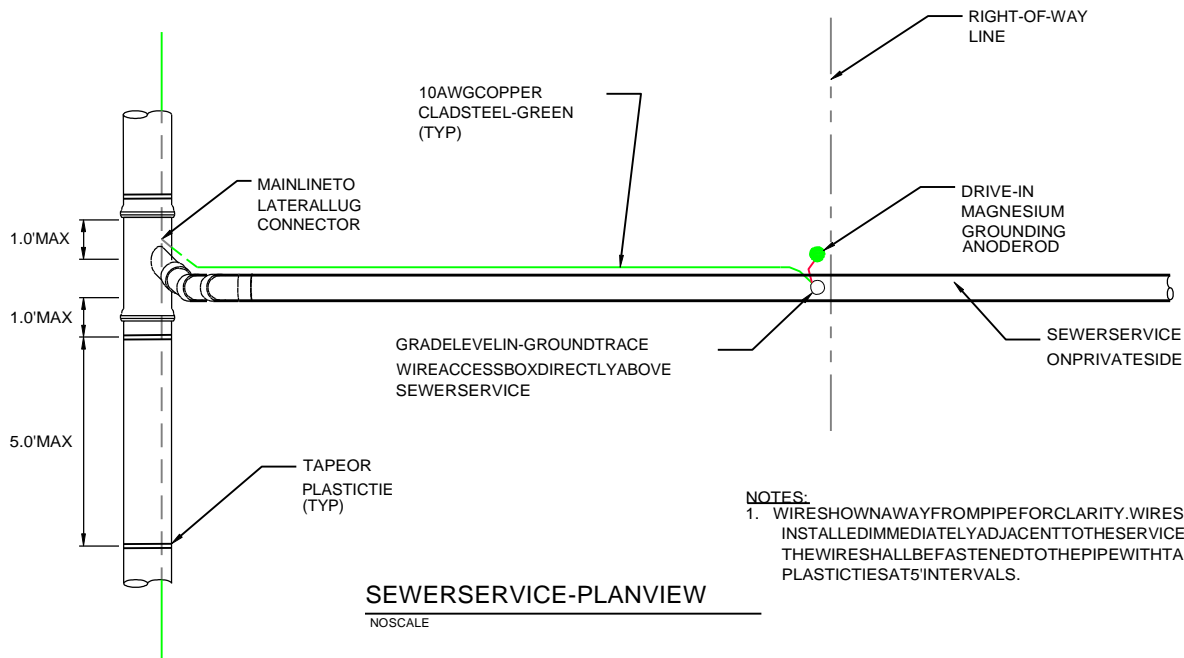 RIGHT-OF-WAY
LINE
10AWGCOPPER
CLADSTEEL-GREEN
(TYP)
MAINLINETO
LATERALLUG
CONNECTOR
DRIVE-IN
MAGNESIUM
GROUNDING
ANODEROD
1.0'MAX
1.0'MAX
GRADELEVELIN-GROUNDTRACE
WIREACCESSBOXDIRECTLYABOVE
SEWERSERVICE
SEWERSERVICE
ONPRIVATESIDE
5.0'MAX
TAPEOR
PLASTICTIE
(TYP)
NOTES:
1. WIRESHOWNAWAYFROMPIPEFORCLARITY.WIRES
INSTALLEDIMMEDIATELYADJACENTTOTHESERVICE
THEWIRESHALLBEFASTENEDTOTHEPIPEWITHTA
PLASTICTIESAT5'INTERVALS.
SEWERSERVICE-PLANVIEW
NOSCALE